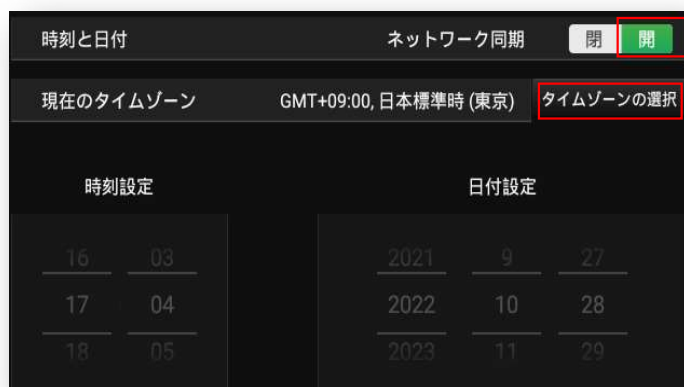 時刻と日付 ネットワーク同期 閉 開
現在のタイムゾーン GMT+09:00, 日本標準時 (東京) タイムゾーンの選択
時刻設定 日付設定
16 03 2021 9 27
17 04 2022 10 28
18 05 2023 11 29